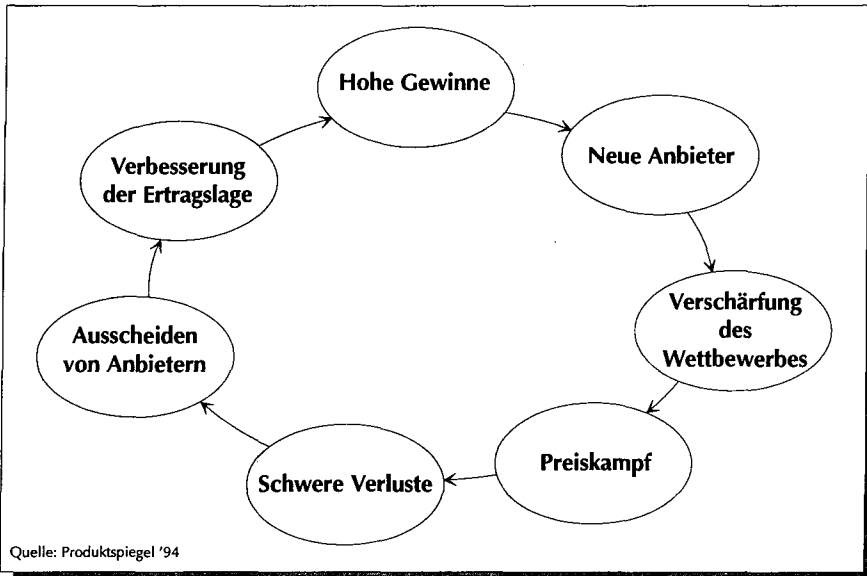 Hohe Gewinne
Neue Anbieter
Verschärfung
des
Wettbewerbes
Preiskampf
Schwere Verluste
Ausscheiden
von Anbietern
Verbesserung
der Ertragslage
Quelle: Produktspiegel '94